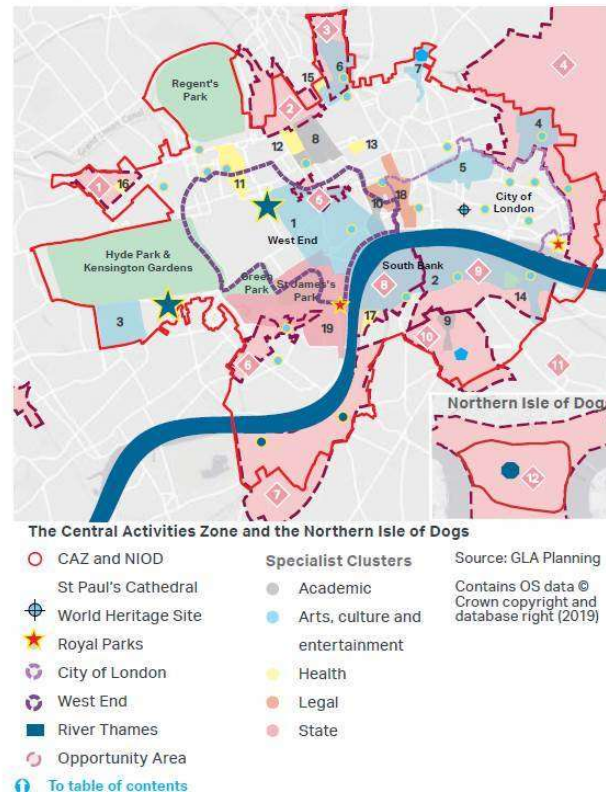 3
4
Regent's
Park
6
7
15
2
4
8
12
13
1
16
5
11
6
10
18
City of
London
1
West End
Hyde Park &
Kensington Gardens
Green
Park
St James's
Park
South Bank
9
8
2
3
14
17
9
19
10
6
11
Northern Isle of Dog
7
12
The Central Activities Zone and the Northern Isle of Dogs
CAZ and NIOD
St Paul's Cathedral
World Heritage Site
Royal Parks
City of London
West End
River Thames
Opportunity Area
Specialist Clusters
Academic
Arts, culture and
entertainment
Health
Legal
State
Source: GLA Planning
Contains OS data ©
Crown copyright and
database right (2019)
To table of contents